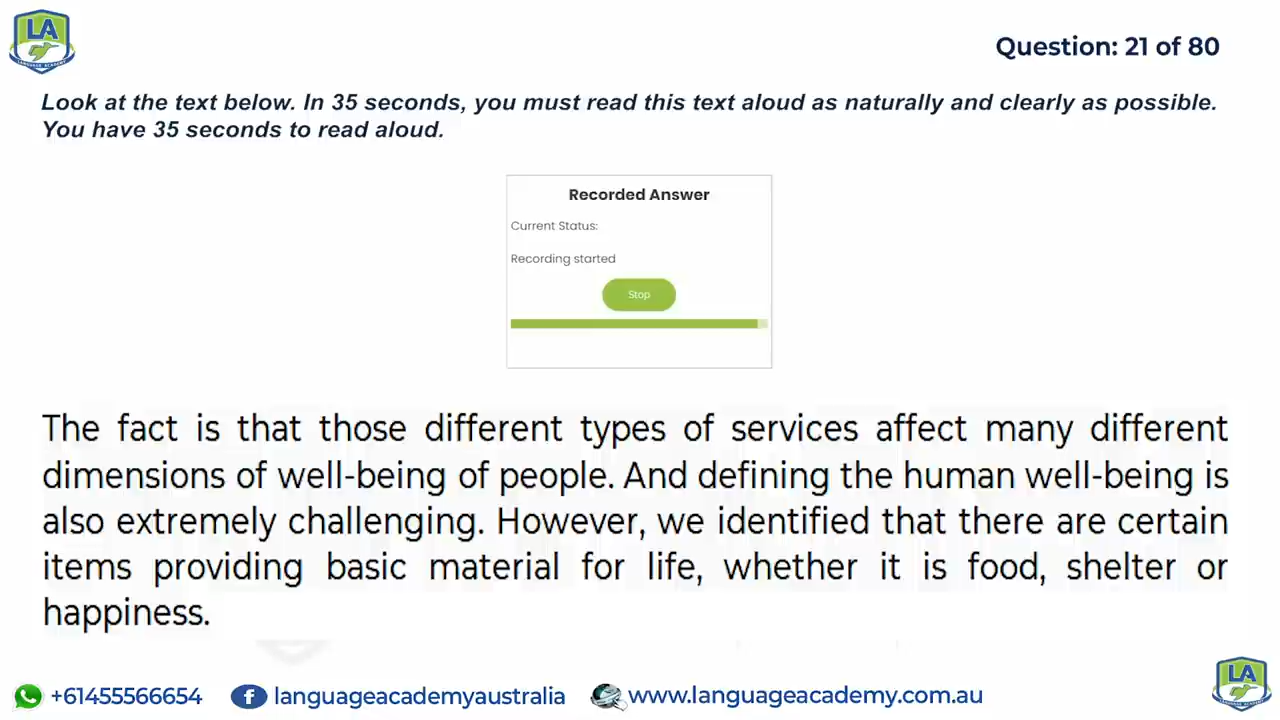 LA
LANGUAGE ACADEMY
Question: 21 of 80
Look at the text below. In 35 seconds, you must read this text aloud as naturally and clearly as possible.
You have 35 seconds to read aloud.
Recorded Answer
Current Status:
Recording started
Stop
The fact is that those different types of services affect many different
dimensions of well-being of people. And defining the human well-being is
also extremely challenging. However, we identified that there are certain
items providing basic material for life, whether it is food, shelter or
happiness.
+61455566654
languageacademyaustralia
www.languageacademy.com.au
LA